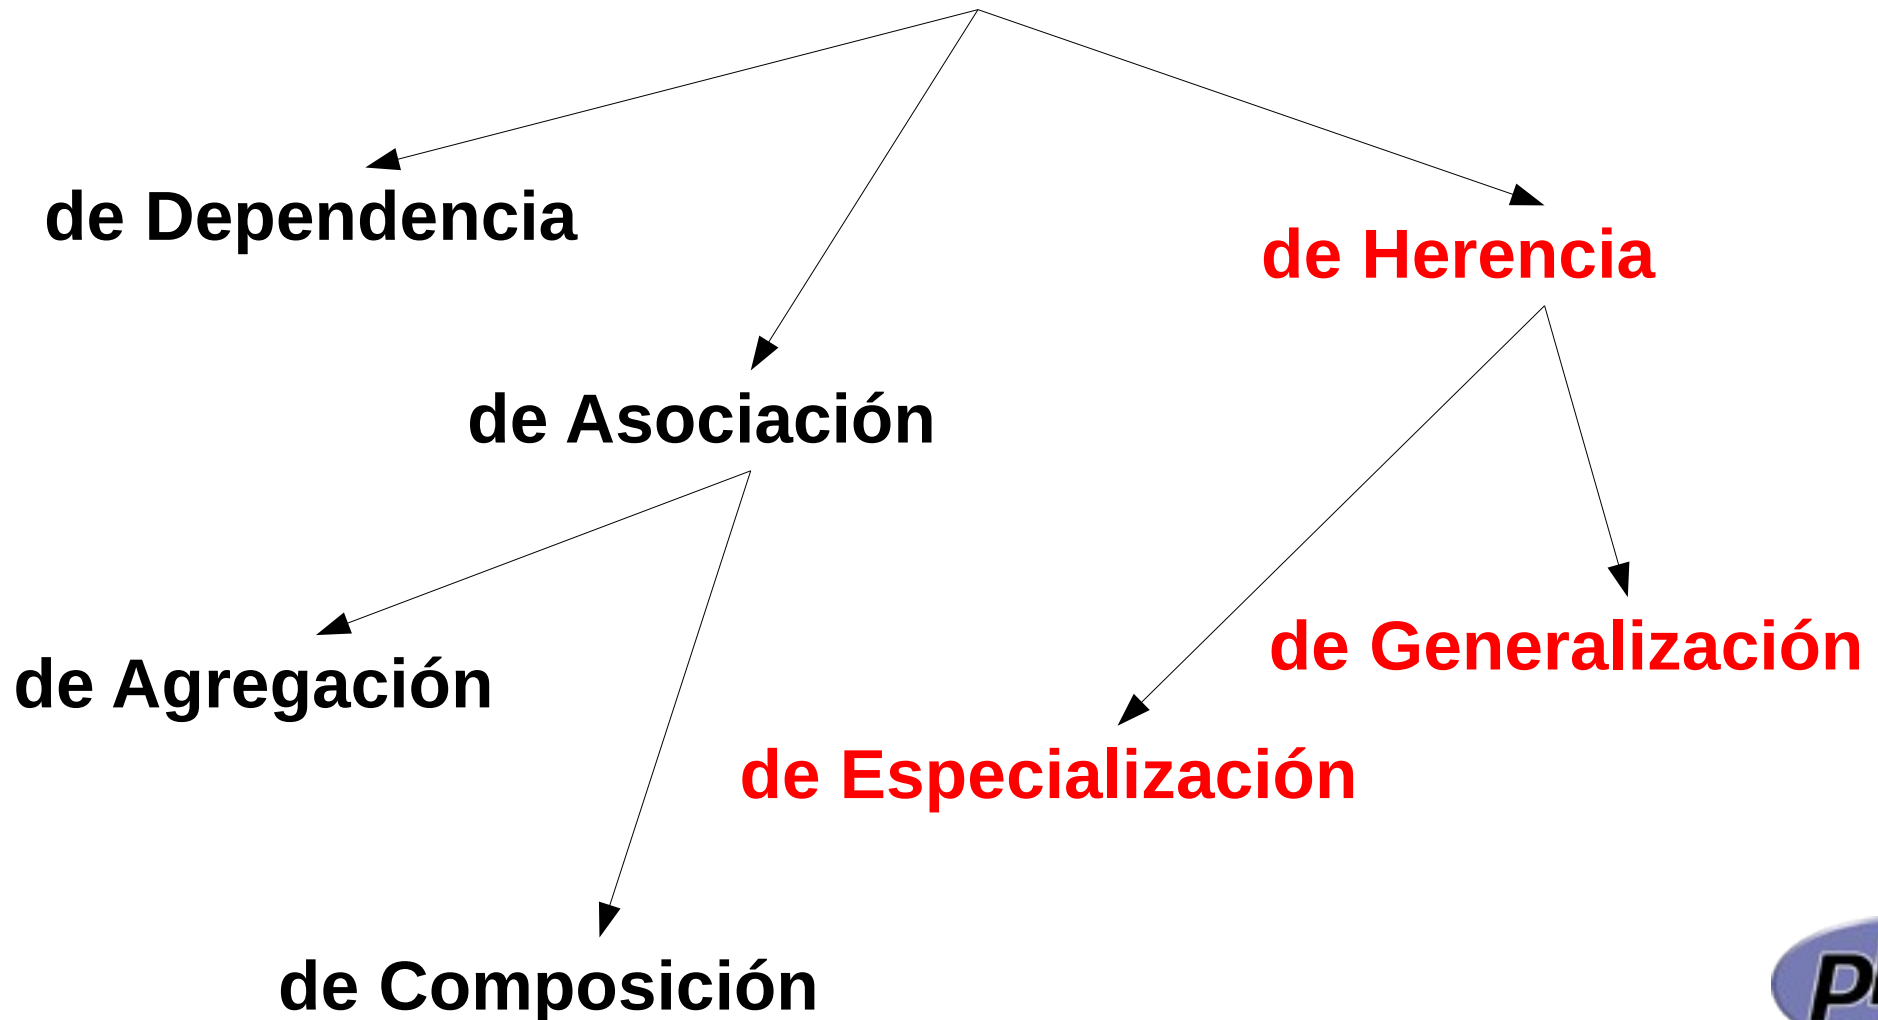 de Dependencia
de Herencia
de Asociación
de Generalización
de Agregación
de Especialización
de Composición